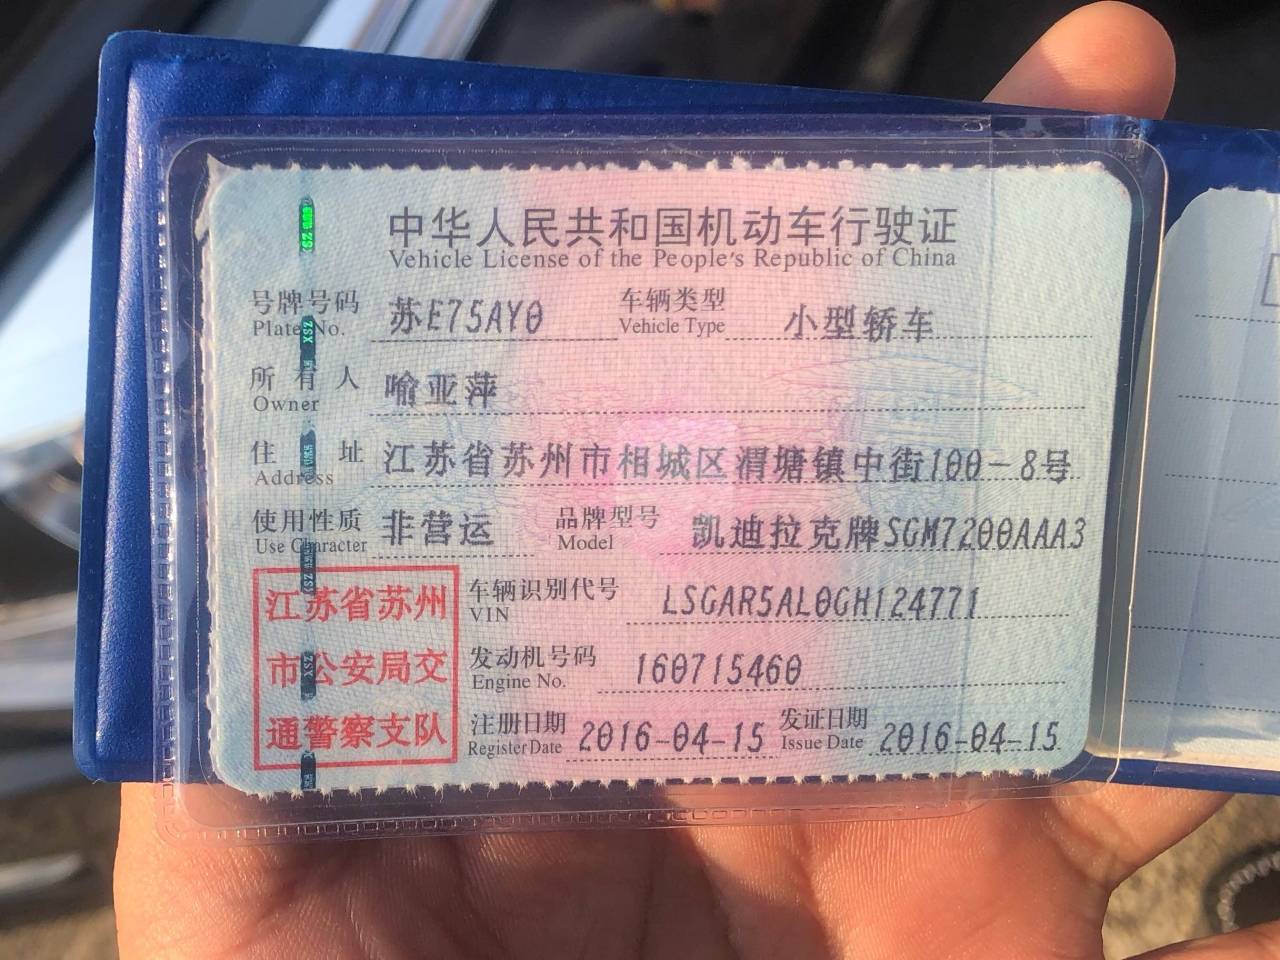 中华人民共和国机动车行驶证
Vehicle License of the People's Republic of China
号牌号码 苏E75AY0 车辆类型 小型轿车
Plate No. Vehicle Type
所有人 喻亚萍
Owner
住址 江苏省苏州市相城区渭塘镇中街100-8号
Address
使用性质 非营运 品牌型号 凯迪拉克牌SGM7200AAA3
Use Character Model
江苏省苏州
市公安局交
通警察支队
车辆识别代号 LSGAR5AL0GH124771
VIN
发动机号码 160715460
Engine No.
注册日期 2016-04-15 发证日期 2016-04-15
Register Date Issue Date
XSZ
XSZ
XSZ
XSZ